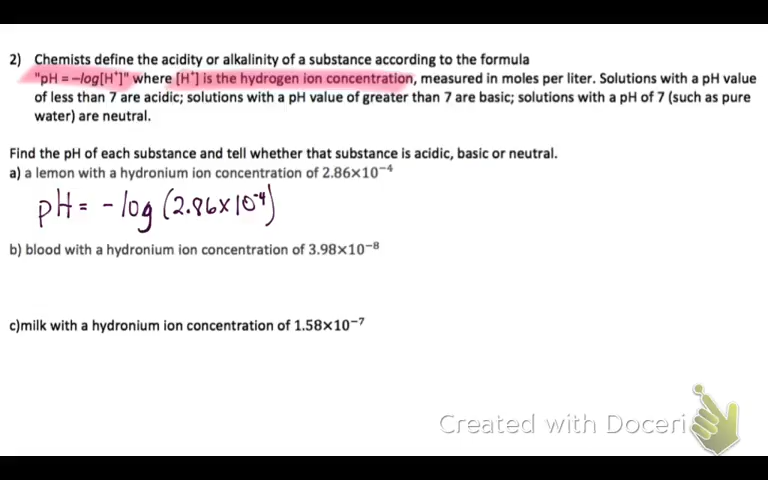 2) Chemists define the acidity or alkalinity of a substance according to the formula
"pH = –log[H⁺]" where [H⁺] is the hydrogen ion concentration, measured in moles per liter. Solutions with a pH value
of less than 7 are acidic; solutions with a pH value of greater than 7 are basic; solutions with a pH of 7 (such as pure
water) are neutral.
Find the pH of each substance and tell whether that substance is acidic, basic or neutral.
a) a lemon with a hydronium ion concentration of 2.86×10⁻⁴
pH = - log (2.86 x 10⁻⁴)
b) blood with a hydronium ion concentration of 3.98×10⁻⁸
c)milk with a hydronium ion concentration of 1.58×10⁻⁷
Created with Doceri